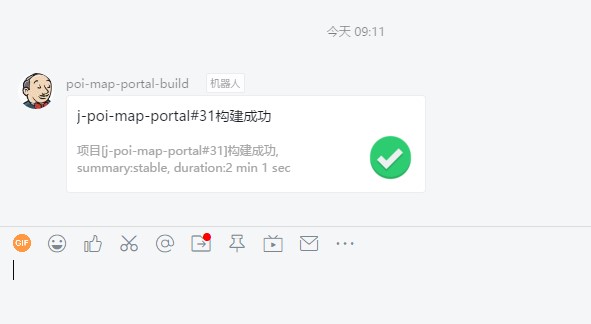 今天 09:11
poi-map-portal-build 机器人
j-poi-map-portal#31构建成功
项目[j-poi-map-portal#31]构建成功,
summary:stable, duration:2 min 1 sec
GIF